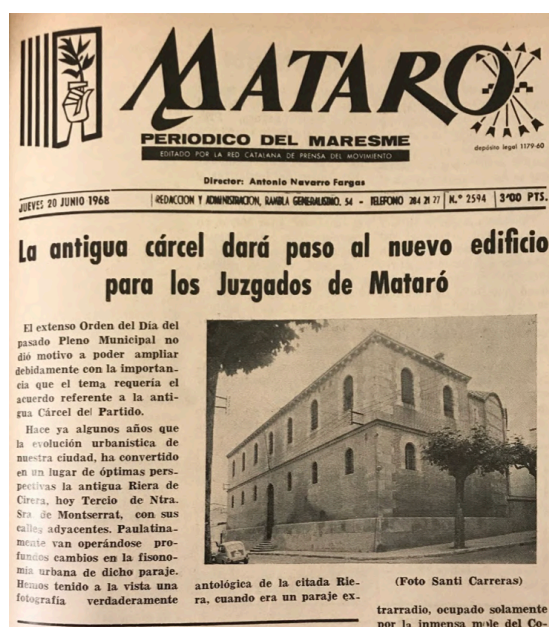 MATARO
PERIODICO DEL MARESME
EDITADO POR LA RED CATALANA DE PRENSA DEL MOVIMIENTO
depósito legal 1179-60
Director: Antonio Navarro Fargas
JUEVES 20 JUNIO 1968
REDACCION Y ADMINISTRACION, RAMBLA GENERALISIMO, 54 - TELEFONO 284 21 27
N.º 2594
3'00 PTS.
La antigua cárcel dará paso al nuevo edificio
para los Juzgados de Mataró
El extenso Orden del Día del
pasado Pleno Municipal no
dió motivo a poder ampliar
debidamente con la importan-
cia que el tema requería el
acuerdo referente a la anti-
gua Cárcel del Partido.
Hace ya algunos años que
la evolución urbanística de
nuestra ciudad, ha convertido
en un lugar de óptimas pers-
pectivas la antigua Riera de
Cirera, hoy Tercio de Ntra.
Sra de Montserrat, con sus
calles adyacentes. Paulatina-
mente van operándose pro-
fundos cambios en la fisono-
mía urbana de dicho paraje.
Hemos tenido a la vista una
fotografía verdaderamente
antológica de la citada Rie-
ra, cuando era un paraje ex-
(Foto Santi Carreras)
trarradio, ocupado solamente
por la inmensa mole del Co-